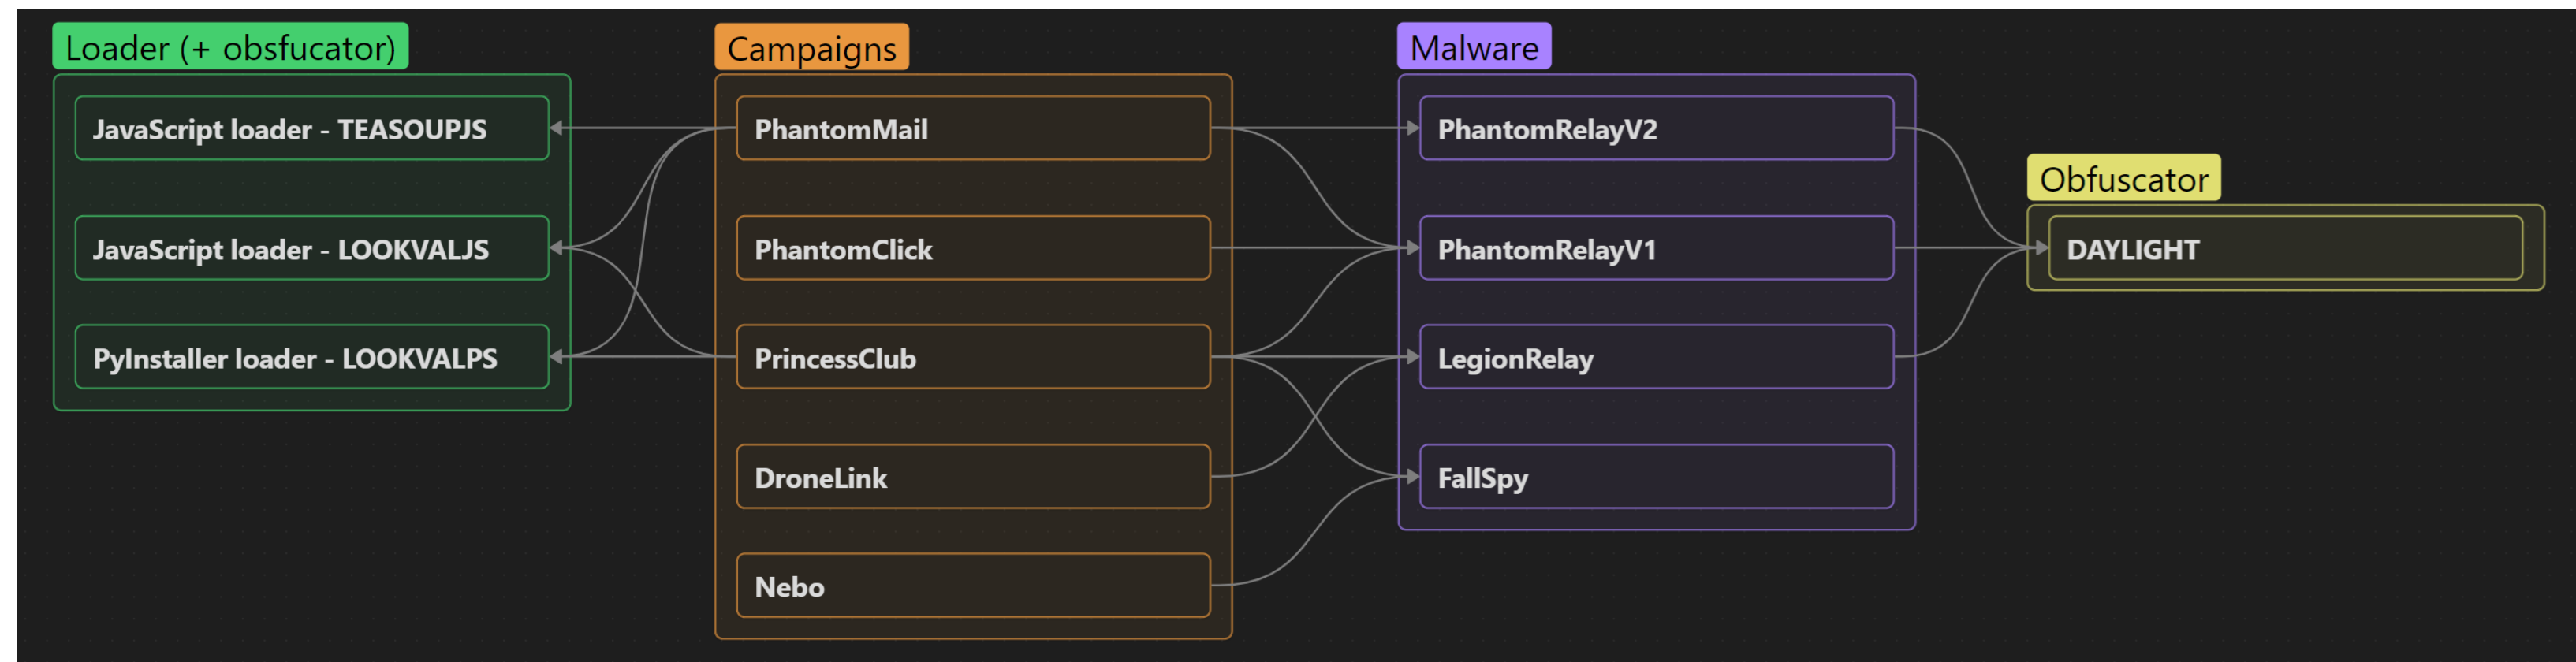 Loader (+ obsfucator)
JavaScript loader - TEASOUPJS
JavaScript loader - LOOKVALJS
PyInstaller loader - LOOKVALPS
Campaigns
PhantomMail
PhantomClick
PrincessClub
DroneLink
Nebo
Malware
PhantomRelayV2
PhantomRelayV1
LegionRelay
FallSpy
Obfuscator
DAYLIGHT